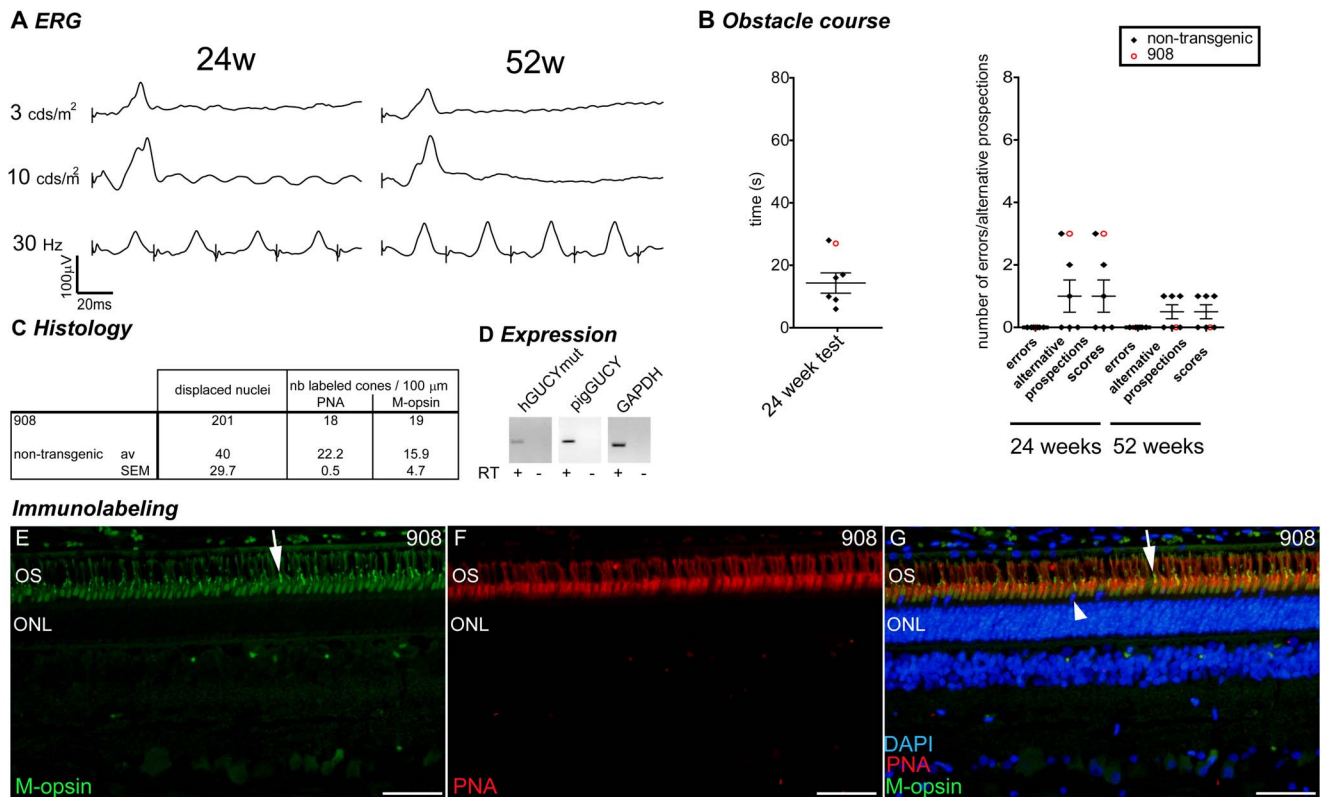 A ERG
24w
52w
3 cds/m²
10 cds/m²
30 Hz
100µV
20ms
B Obstacle course
non-transgenic
908
80
60
40
20
0
time (s)
24 week test
8
6
4
2
0
number of errors/alternative prospections
errors
alternative
prospections
scores
errors
alternative
prospections
scores
24 weeks
52 weeks
C Histology
displaced nuclei
nb labeled cones / 100 µm
PNA M-opsin
908 201 18 19
non-transgenic av 40 22.2 15.9
SEM 29.7 0.5 4.7
D Expression
hGUCYmut
pigGUCY
GAPDH
RT + - + - + -
Immunolabeling
E 908
OS
ONL
M-opsin
F 908
OS
ONL
PNA
G 908
OS
ONL
DAPI
PNA
M-opsin